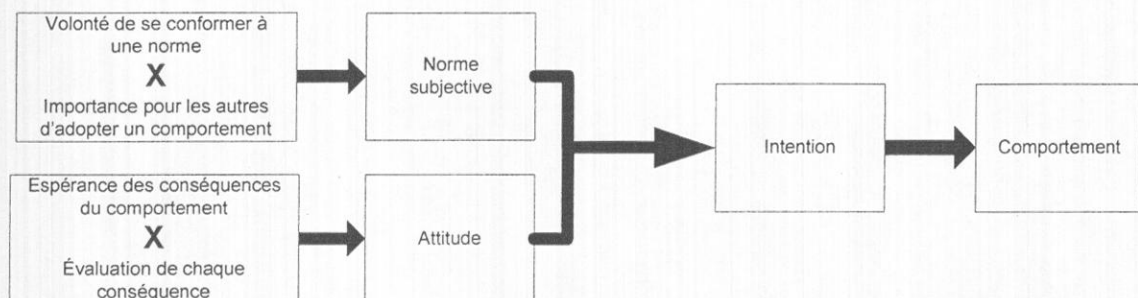 Volonté de se conformer à
une norme
X
Importance pour les autres
d'adopter un comportement
Norme
subjective
Espérance des conséquences
du comportement
X
Évaluation de chaque
conséquence
Attitude
Intention
Comportement